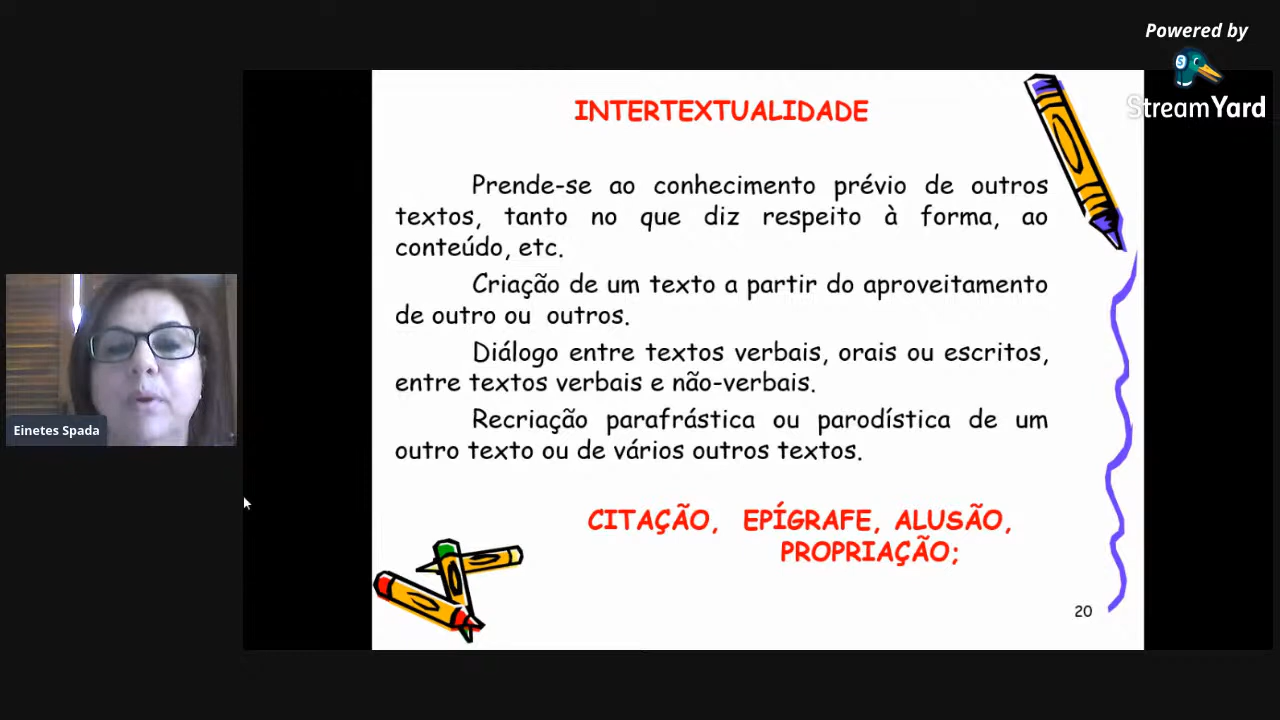 Powered by
StreamYard
INTERTEXTUALIDADE
Prende-se ao conhecimento prévio de outros
textos, tanto no que diz respeito à forma, ao
conteúdo, etc.
Criação de um texto a partir do aproveitamento
de outro ou outros.
Diálogo entre textos verbais, orais ou escritos,
entre textos verbais e não-verbais.
Recriação parafrástica ou parodística de um
outro texto ou de vários outros textos.
CITAÇÃO, EPÍGRAFE, ALUSÃO,
PROPRIAÇÃO;
20
Einetes Spada